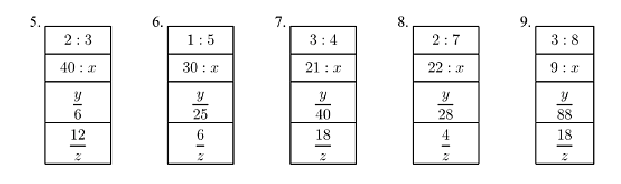 5. 6. 7. 8. 9.
2 : 3 1 : 5 3 : 4 2 : 7 3 : 8
40 : x 30 : x 21 : x 22 : x 9 : x
y/6 y/25 y/40 y/28 y/88
12/z 6/z 18/z 4/z 18/z